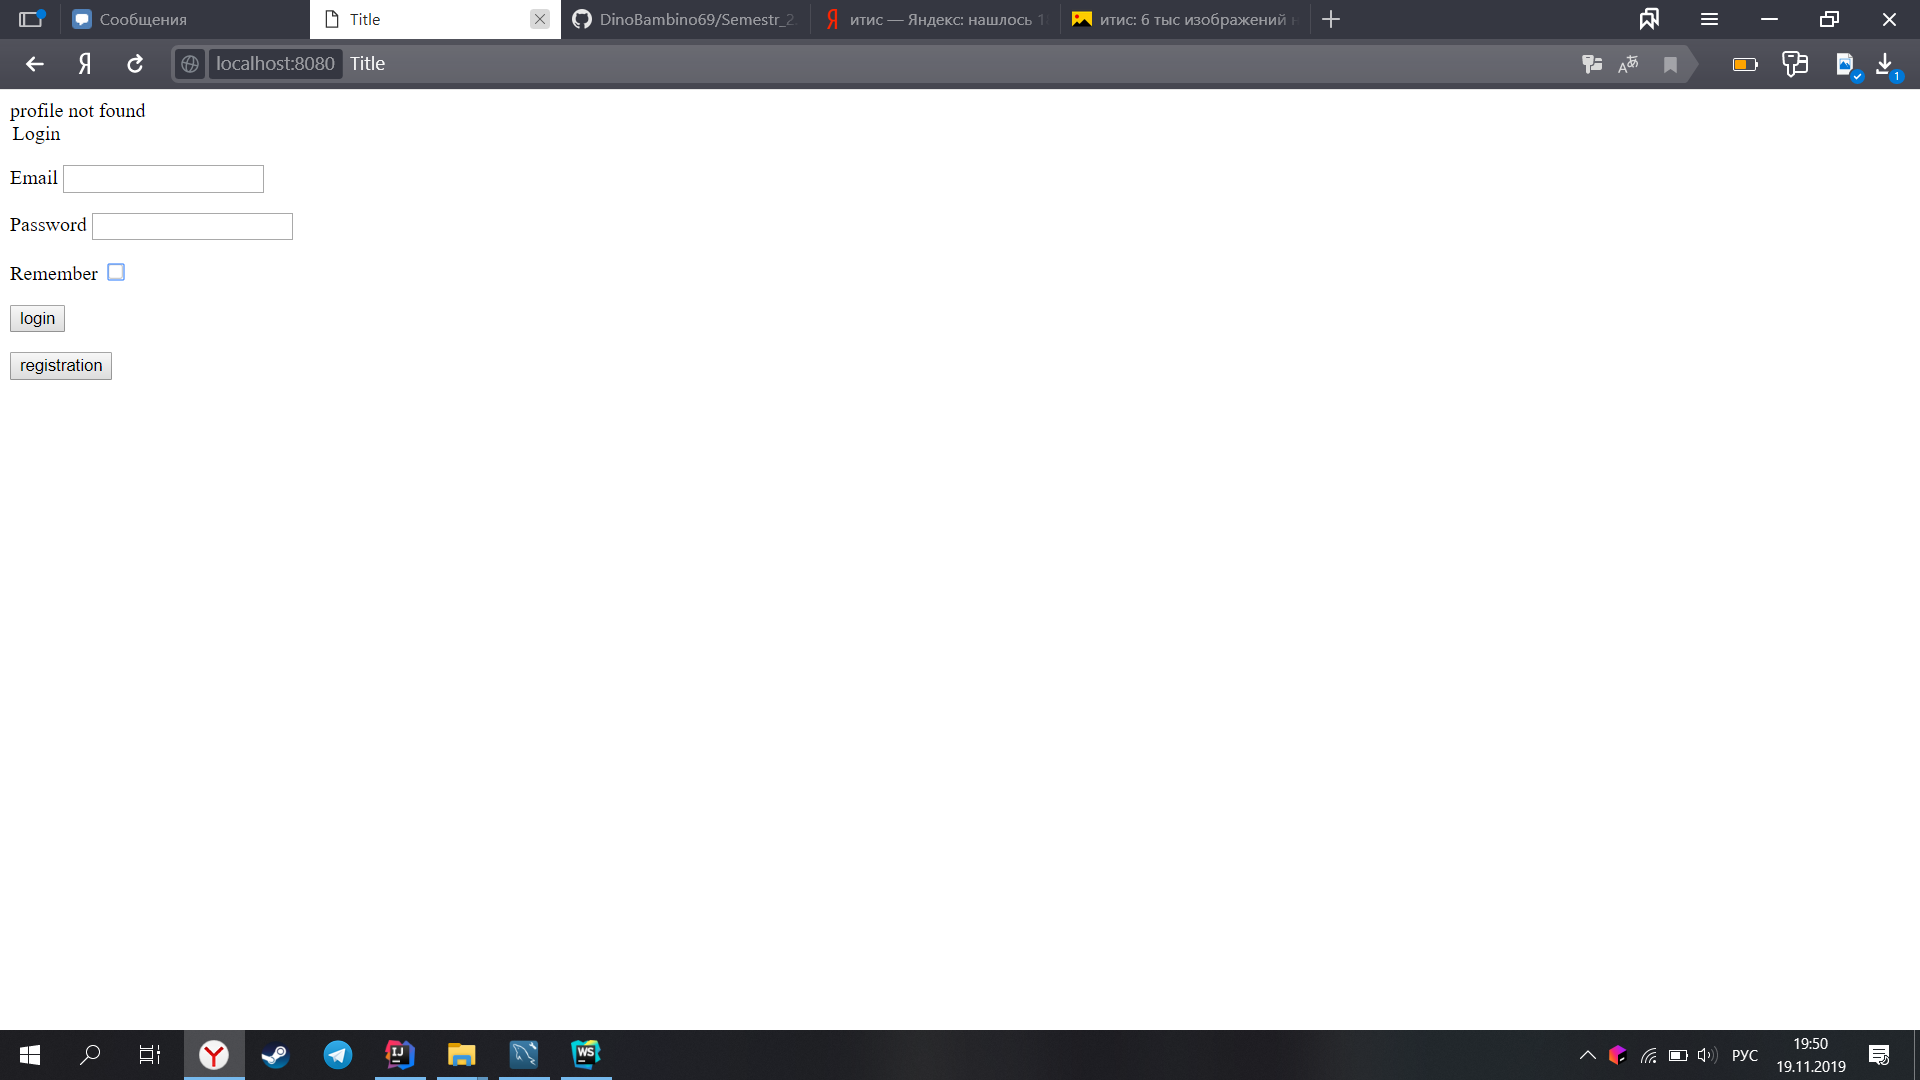 Сообщения
Title
DinoBambino69/Semestr_2
итис — Яндекс: нашлось
итис: 6 тыс изображений
localhost:8080 Title
1
profile not found
Login
Email
Password
Remember
login
registration
РУС
19:50
19.11.2019